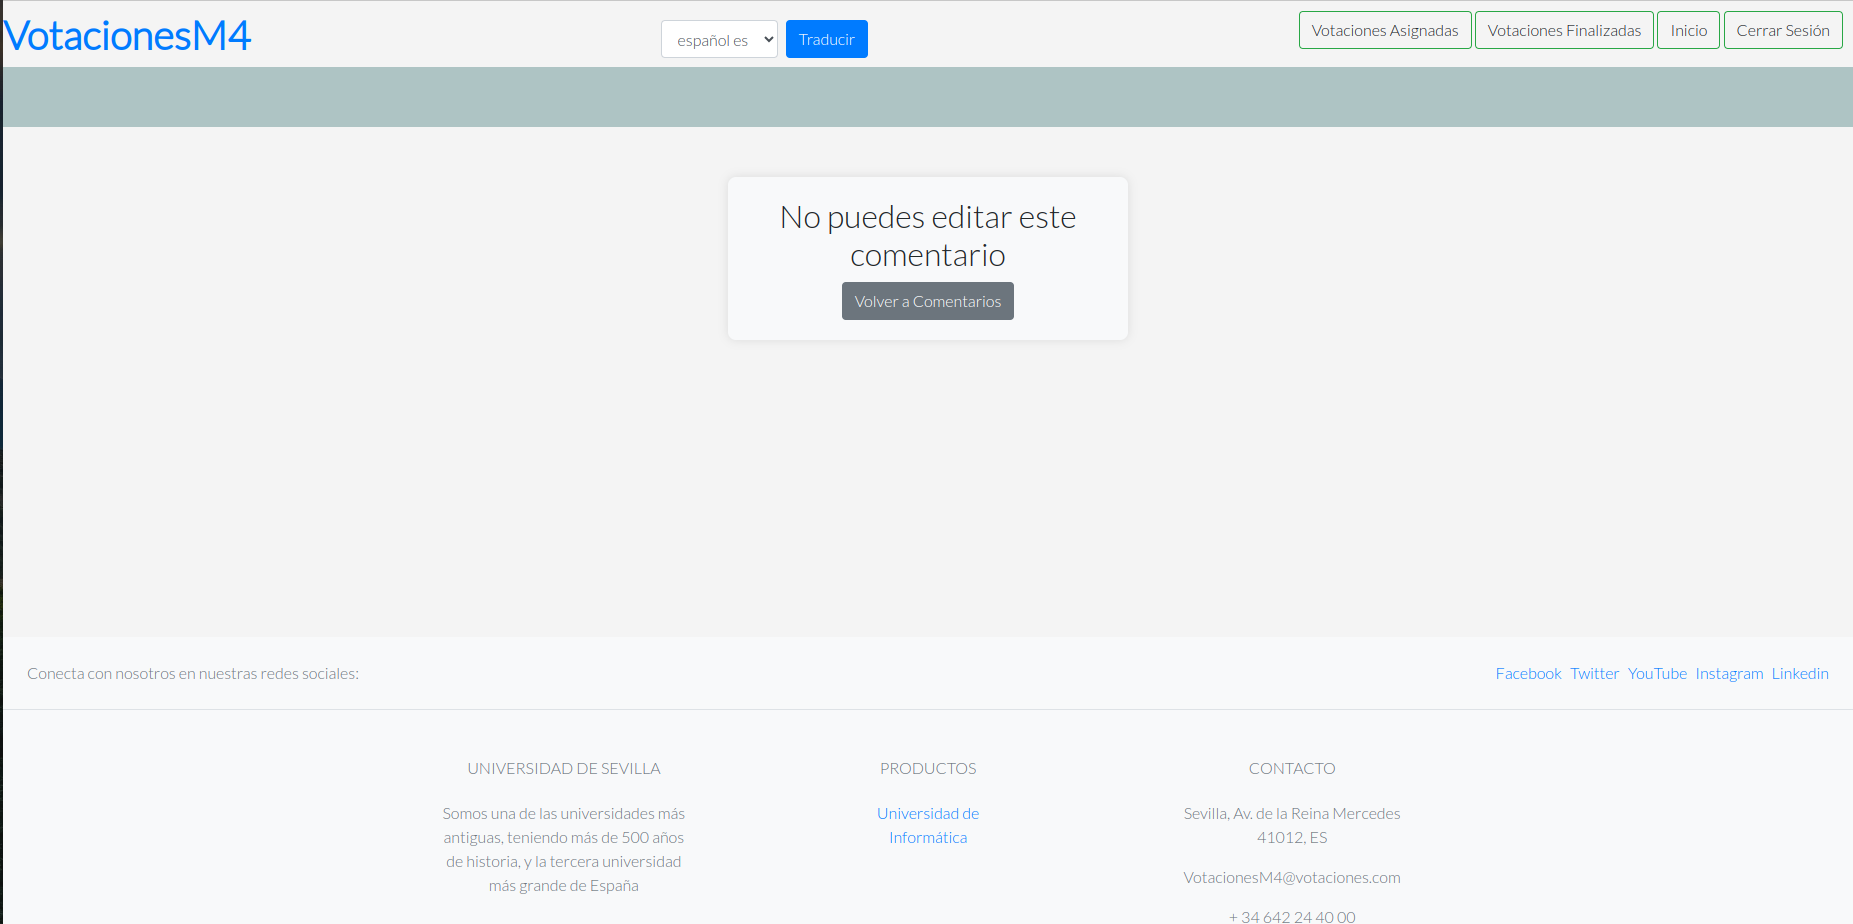 VotacionesM4
español es
Traducir
Votaciones Asignadas
Votaciones Finalizadas
Inicio
Cerrar Sesión
No puedes editar este
comentario
Volver a Comentarios
Conecta con nosotros en nuestras redes sociales:
Facebook Twitter YouTube Instagram Linkedin
UNIVERSIDAD DE SEVILLA
Somos una de las universidades más
antiguas, teniendo más de 500 años
de historia, y la tercera universidad
más grande de España
PRODUCTOS
Universidad de
Informática
CONTACTO
Sevilla, Av. de la Reina Mercedes
41012, ES
VotacionesM4@votaciones.com
+ 34 642 24 40 00